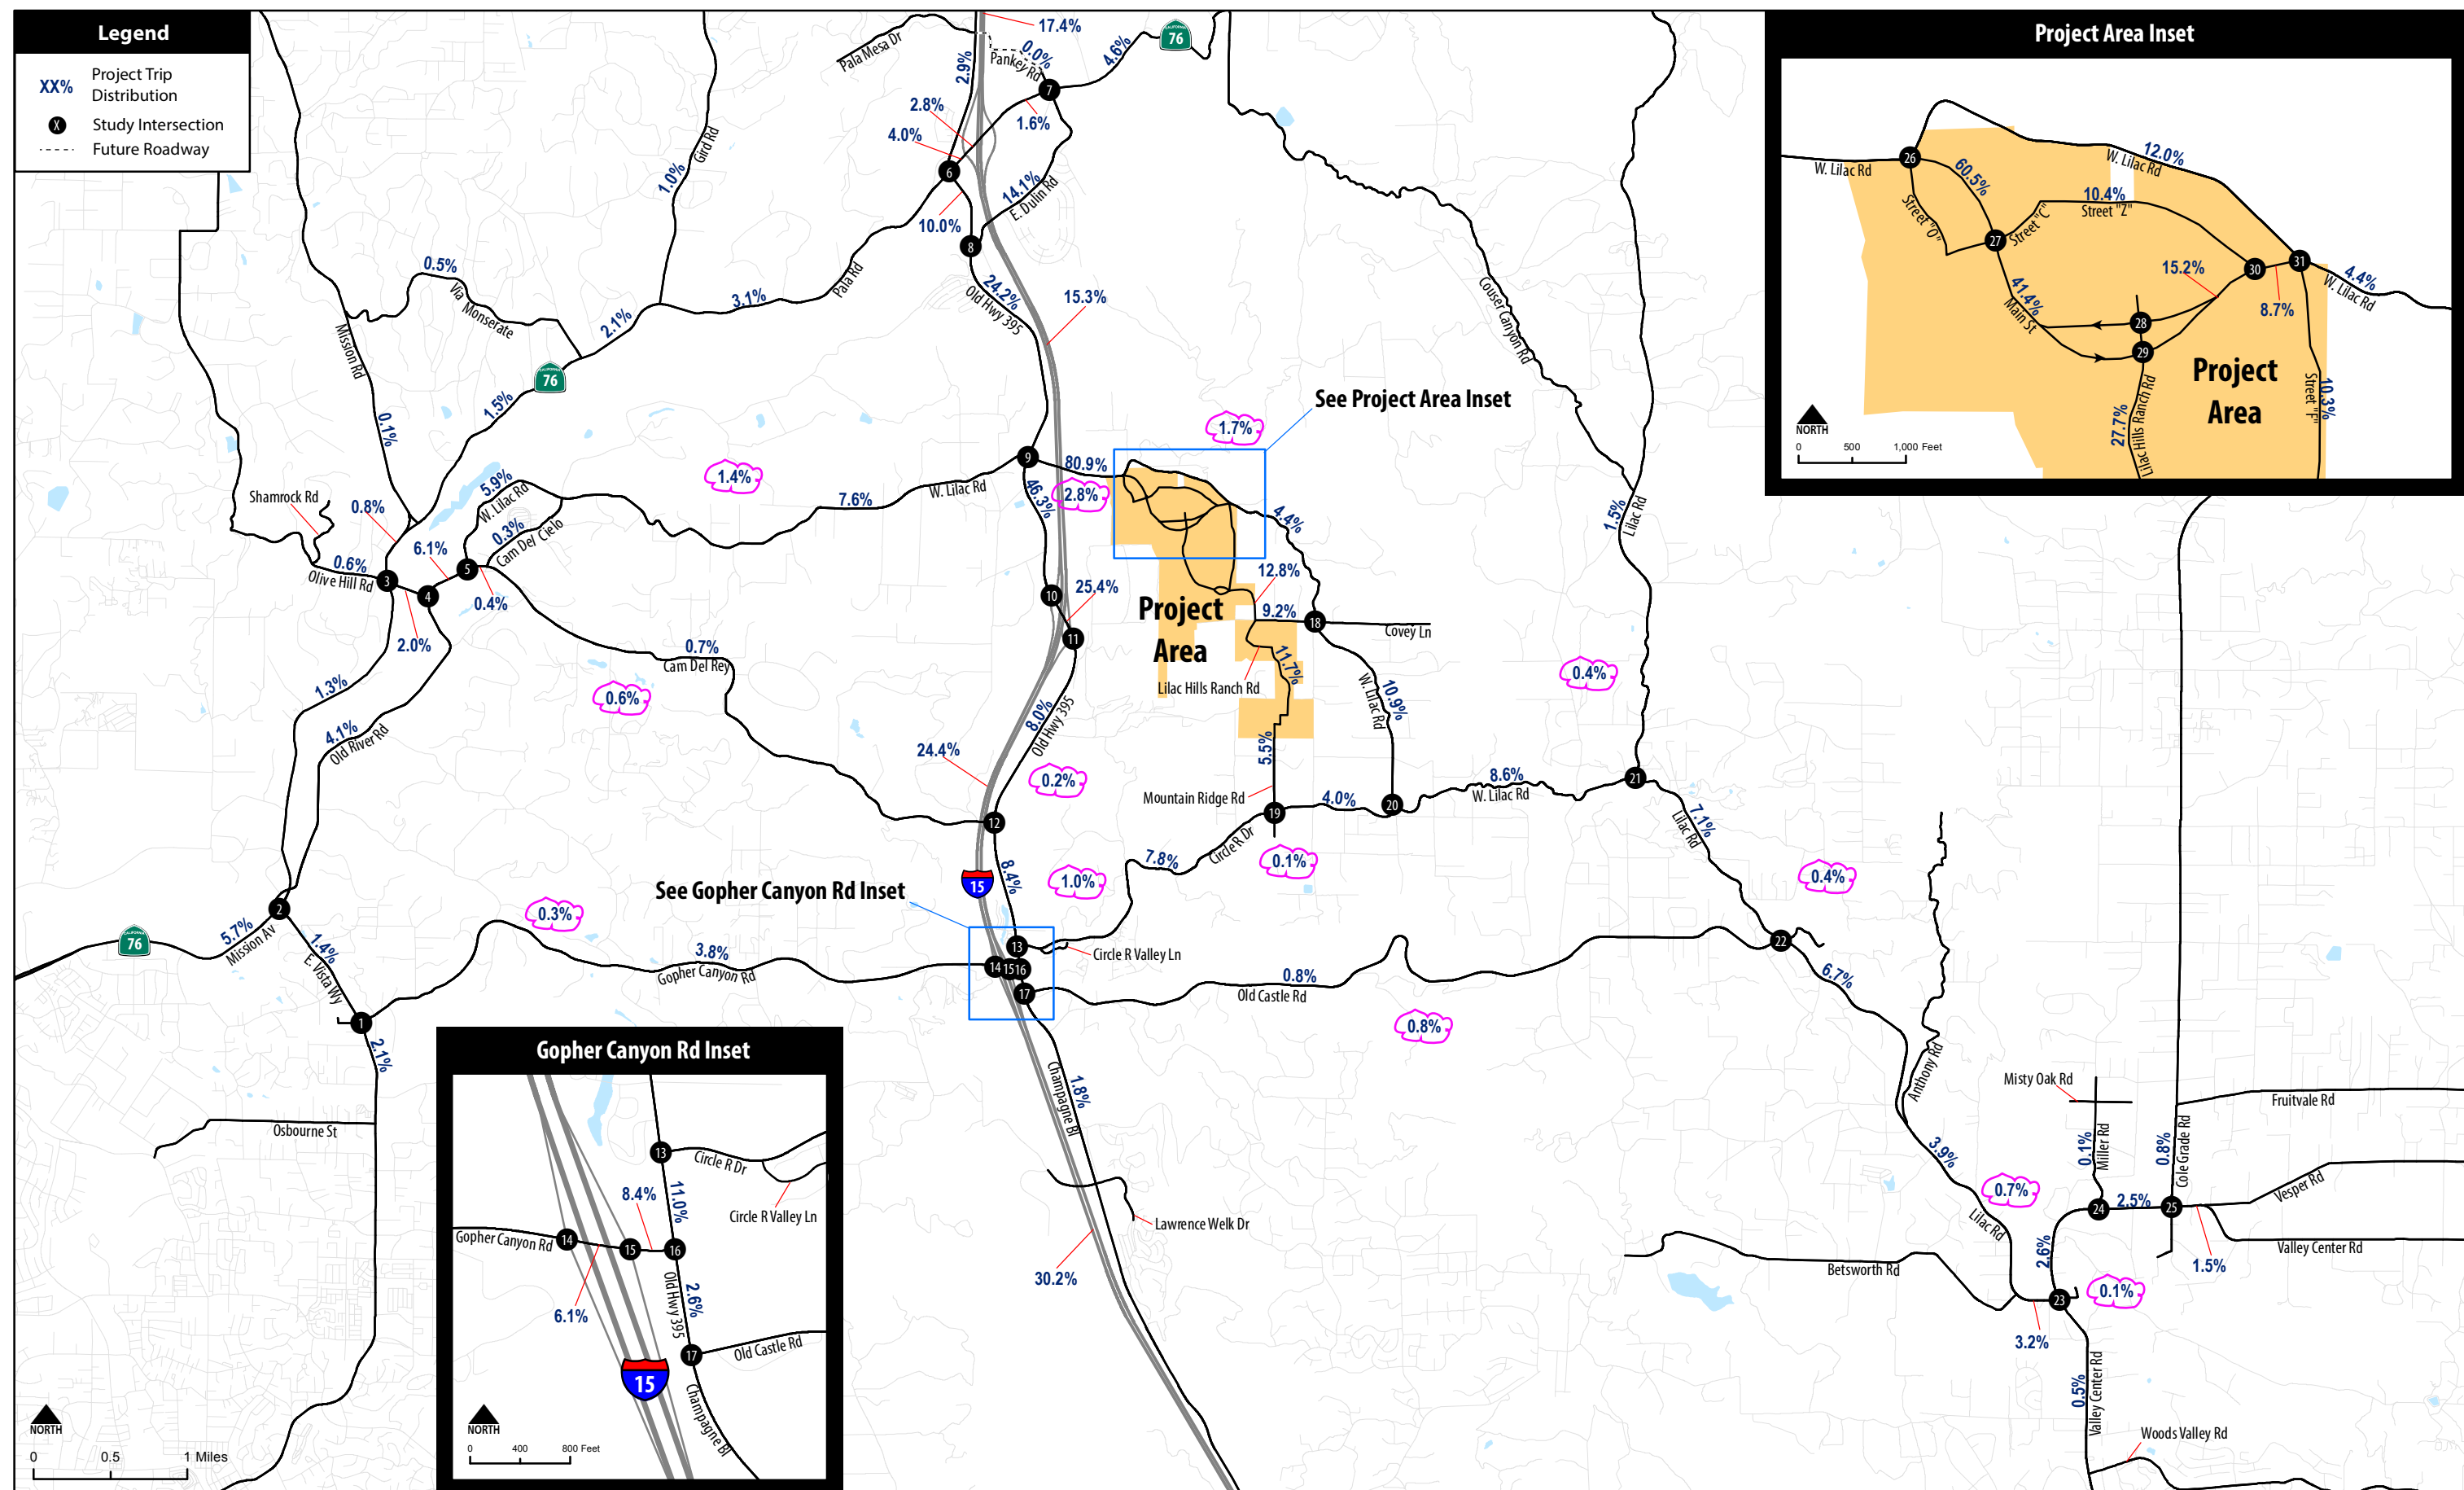 Legend
XX%
Project Trip
Distribution
X
Study Intersection
Future Roadway
Pala Mesa Dr
2.9%
17.4%
Pankey Rd
0.0%
4.6%
CALIFORNIA
76
7
2.8%
4.0%
1.6%
6
10.0%
14.1%
E. Dulin Rd
8
Gird Rd
1.0%
0.5%
Via Monserate
2.1%
3.1%
Pala Rd
24.2%
Old Hwy 395
15.3%
Mission Rd
CALIFORNIA
76
1.5%
0.1%
Couser Canyon Rd
See Project Area Inset
1.7%
1.4%
9
80.9%
2.8%
46.3%
W. Lilac Rd
7.6%
5.9%
W. Lilac Rd
0.3%
Cam Del Cielo
Shamrock Rd
0.8%
6.1%
0.6%
Olive Hill Rd
3
4
5
0.4%
2.0%
4.4%
1.5%
Lilac Rd
10
25.4%
11
12.8%
Project
Area
9.2%
18
Covey Ln
0.7%
Cam Del Rey
0.6%
1.3%
4.1%
Old River Rd
11.7%
Lilac Hills Ranch Rd
W. Lilac Rd
10.9%
0.4%
8.0%
Old Hwy 395
24.4%
0.2%
5.5%
Mountain Ridge Rd
12
19
4.0%
20
8.6%
W. Lilac Rd
21
7.1%
Lilac Rd
Circle R Dr
7.8%
0.1%
0.4%
8.4%
15
1.0%
See Gopher Canyon Rd Inset
0.3%
2
5.7%
Mission Av
CALIFORNIA
76
1.4%
E. Vista Wy
3.8%
Gopher Canyon Rd
13
Circle R Valley Ln
14
15
16
17
0.8%
Old Castle Rd
22
6.7%
0.8%
1
2.1%
Osbourne St
1.8%
Champagne Bl
Lawrence Welk Dr
30.2%
Anthony Rd
3.9%
Lilac Rd
Misty Oak Rd
0.1%
Miller Rd
0.8%
Cole Grade Rd
Fruitvale Rd
0.7%
24
2.5%
25
Vesper Rd
2.6%
Valley Center Rd
1.5%
Betsworth Rd
0.1%
23
3.2%
0.5%
Valley Center Rd
Woods Valley Rd
NORTH
0
0.5
1 Miles
Gopher Canyon Rd Inset
13
Circle R Dr
8.4%
11.0%
Circle R Valley Ln
Gopher Canyon Rd
14
15
16
6.1%
Old Hwy 395
2.6%
17
Old Castle Rd
15
Champagne Bl
NORTH
0
400
800 Feet
Project Area Inset
W. Lilac Rd
26
60.5%
W. Lilac Rd
12.0%
10.4%
Street "Z"
Street "O"
27
Street "C"
41.4%
Main St
15.2%
30
31
4.4%
W. Lilac Rd
8.7%
28
29
Project
Area
27.7%
Lilac Hills Ranch Rd
Street "F"
10.3%
NORTH
0
500
1,000 Feet